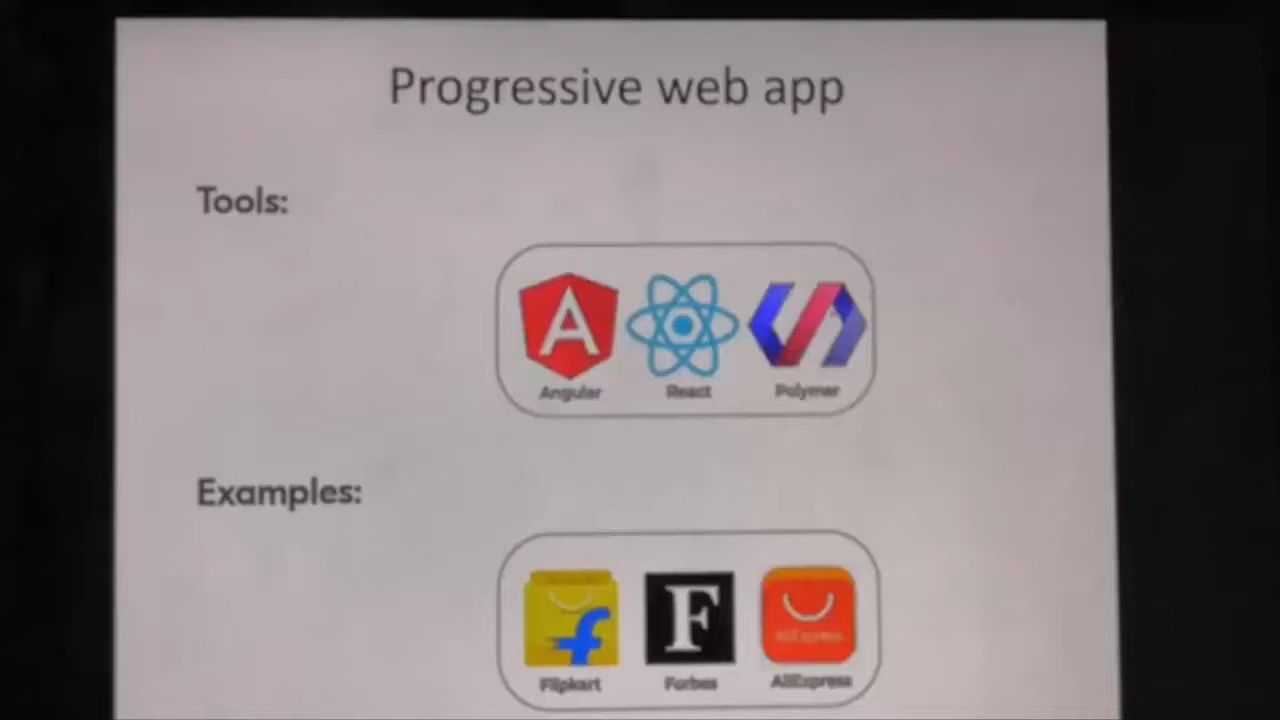 Progressive web app
Tools:
Angular React Polymer
Examples:
F
Flipkart Forbes AliExpress